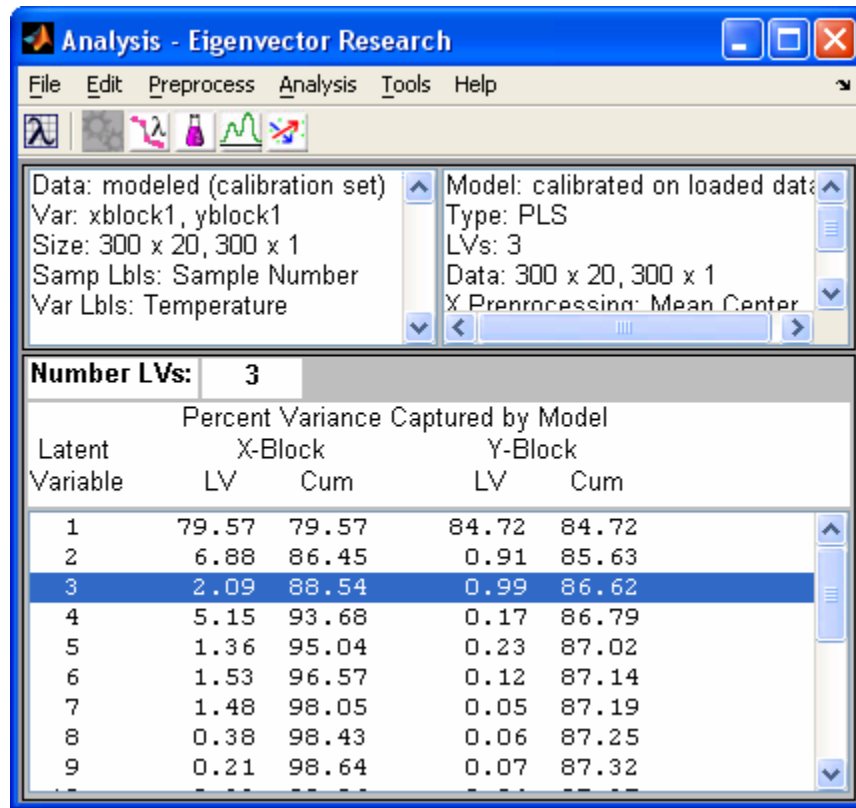 Analysis - Eigenvector Research
File Edit Preprocess Analysis Tools Help
Data: modeled (calibration set)
Var: xblock1, yblock1
Size: 300 x 20, 300 x 1
Samp Lbls: Sample Number
Var Lbls: Temperature
Model: calibrated on loaded data
Type: PLS
LVs: 3
Data: 300 x 20, 300 x 1
X Preprocessing: Mean Center
Number LVs: 3
Percent Variance Captured by Model
Latent X-Block Y-Block
Variable LV Cum LV Cum
1 79.57 79.57 84.72 84.72
2 6.88 86.45 0.91 85.63
3 2.09 88.54 0.99 86.62
4 5.15 93.68 0.17 86.79
5 1.36 95.04 0.23 87.02
6 1.53 96.57 0.12 87.14
7 1.48 98.05 0.05 87.19
8 0.38 98.43 0.06 87.25
9 0.21 98.64 0.07 87.32